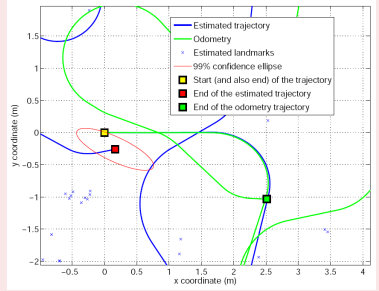 Estimated trajectory
Odometry
Estimated landmarks
99% confidence ellipse
Start (and also end) of the trajectory
End of the estimated trajectory
End of the odometry trajectory
y coordinate (m)
1.5
1
0.5
0
−0.5
−1
−1.5
−2
−0.5 0 0.5 1 1.5 2 2.5 3 3.5 4
x coordinate (m)